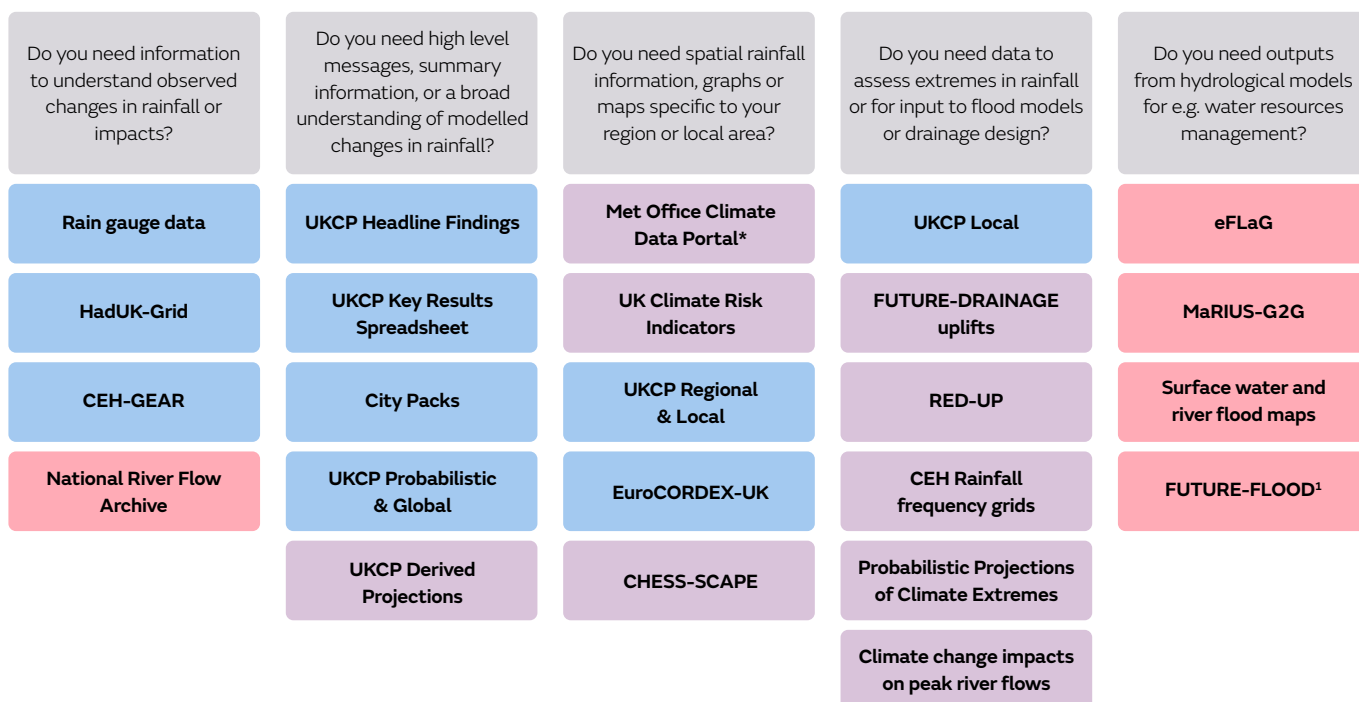 Do you need information
to understand observed
changes in rainfall or
impacts?
Rain gauge data
HadUK-Grid
CEH-GEAR
National River Flow
Archive
Do you need high level
messages, summary
information, or a broad
understanding of modelled
changes in rainfall?
UKCP Headline Findings
UKCP Key Results
Spreadsheet
City Packs
UKCP Probabilistic
& Global
UKCP Derived
Projections
Do you need spatial rainfall
information, graphs or
maps specific to your
region or local area?
Met Office Climate
Data Portal*
UK Climate Risk
Indicators
UKCP Regional
& Local
EuroCORDEX-UK
CHESS-SCAPE
Do you need data to
assess extremes in rainfall
or for input to flood models
or drainage design?
UKCP Local
FUTURE-DRAINAGE
uplifts
RED-UP
CEH Rainfall
frequency grids
Probabilistic Projections
of Climate Extremes
Climate change impacts
on peak river flows
Do you need outputs
from hydrological models
for e.g. water resources
management?
eFLaG
MaRIUS-G2G
Surface water and
river flood maps
FUTURE-FLOOD¹